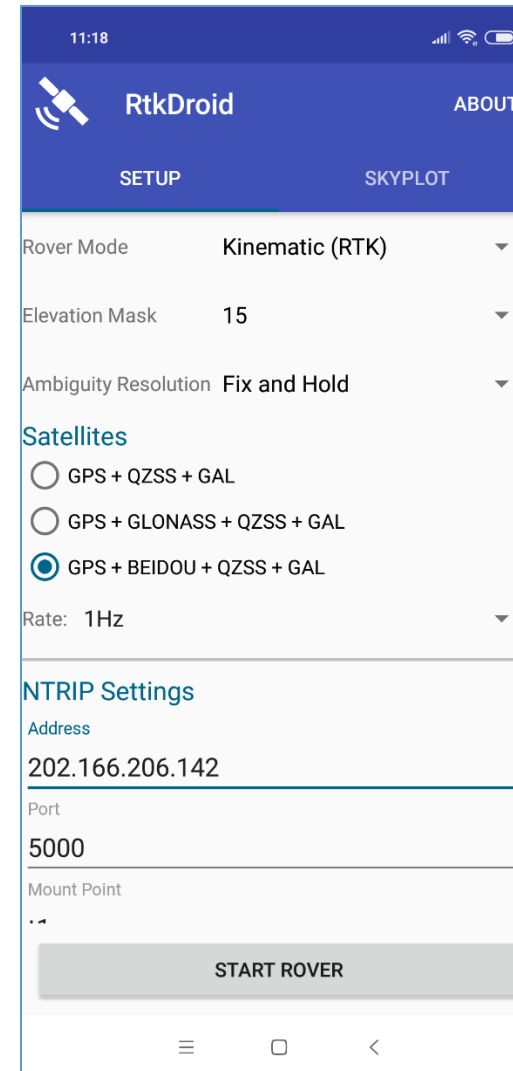 11:18
RtkDroid ABOUT
SETUP SKYPLOT
Rover Mode Kinematic (RTK)
Elevation Mask 15
Ambiguity Resolution Fix and Hold
Satellites
GPS + QZSS + GAL
GPS + GLONASS + QZSS + GAL
GPS + BEIDOU + QZSS + GAL
Rate: 1Hz
NTRIP Settings
Address
202.166.206.142
Port
5000
Mount Point
START ROVER